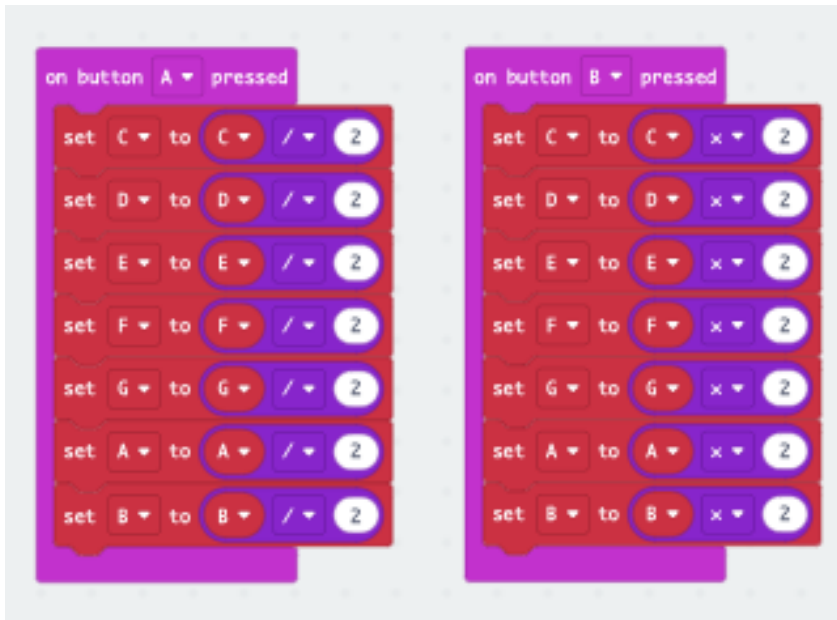 on button A pressed
set C to C / 2
set D to D / 2
set E to E / 2
set F to F / 2
set G to G / 2
set A to A / 2
set B to B / 2
on button B pressed
set C to C × 2
set D to D × 2
set E to E × 2
set F to F × 2
set G to G × 2
set A to A × 2
set B to B × 2